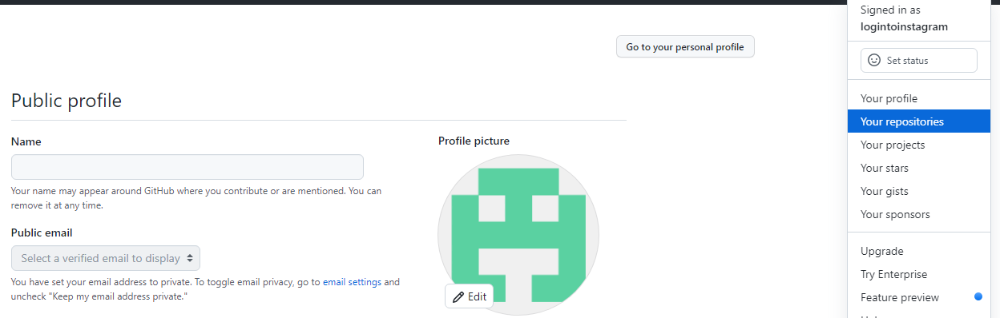 Signed in as
logintoinstagram
Set status
Go to your personal profile
Your profile
Your repositories
Your projects
Your stars
Your gists
Your sponsors
Upgrade
Try Enterprise
Feature preview
Public profile
Name
Your name may appear around GitHub where you contribute or are mentioned. You can
remove it at any time.
Public email
Select a verified email to display
You have set your email address to private. To toggle email privacy, go to email settings and
uncheck "Keep my email address private."
Profile picture
Edit